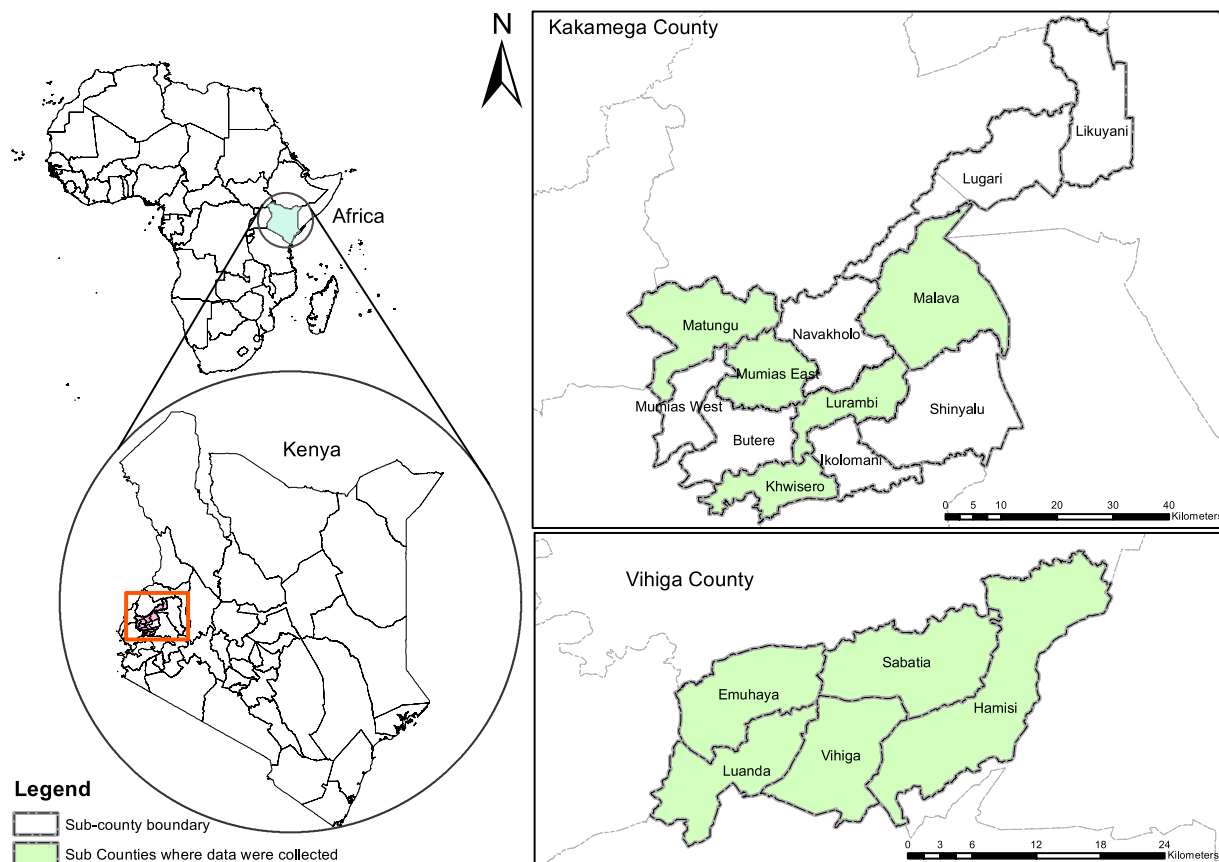 N
Africa
Kenya
Legend
Sub-county boundary
Sub Counties where data were collected
Kakamega County
Likuyani
Lugari
Malava
Matungu
Navakholo
Mumias East
Mumias West
Lurambi
Shinyalu
Butere
Ikolomani
Khwisero
0 5 10 20 30 40
Kilometers
Vihiga County
Sabatia
Emuhaya
Hamisi
Vihiga
Luanda
0 3 6 12 18 24
Kilometers